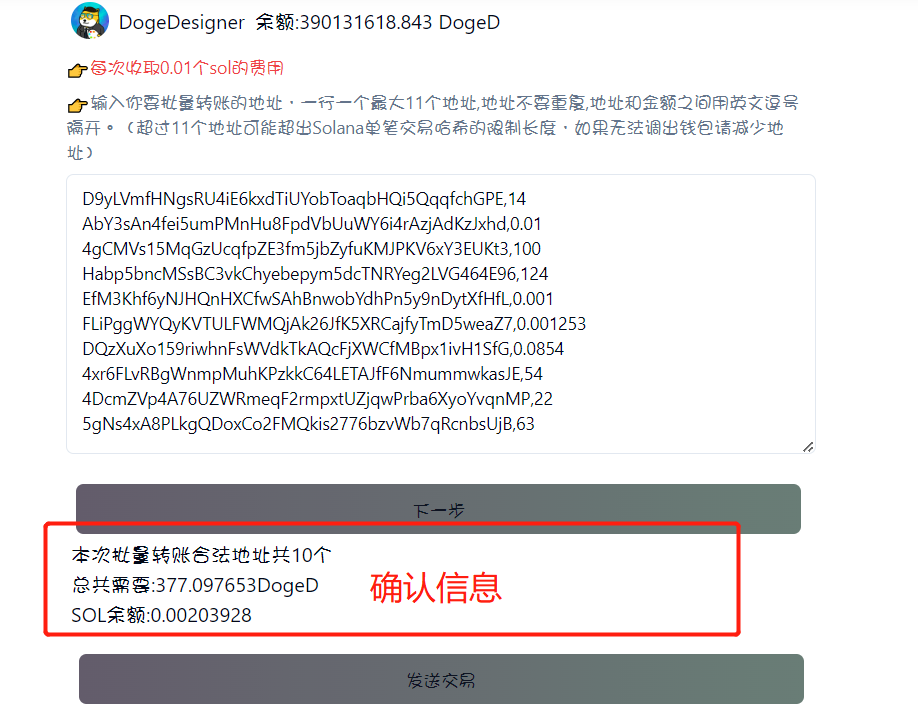 DogeDesigner 余额:390131618.843 DogeD
👉每次收取0.01个sol的费用
👉输入你要批量转账的地址，一行一个最大11个地址,地址不要重复,地址和金额之间用英文逗号
隔开。（超过11个地址可能超出Solana单笔交易哈希的限制长度，如果无法调出钱包请减少地
址）
D9yLVmfHNgsRU4iE6kxdTiUYobToaqbHQi5QqqfchGPE,14
AbY3sAn4fei5umPMnHu8FpdVbUuWY6i4rAzjAdKzJxhd,0.01
4gCMVs15MqGzUcqfpZE3fm5jbZyfuKMJPKV6xY3EUKt3,100
Habp5bncMSsBC3vkChyebepym5dcTNRYeg2LVG464E96,124
EfM3Khf6yNJHQnHXCfwSAhBnwobYdhPn5y9nDytXfHfL,0.001
FLiPggWYQyKVTULFWMQjAk26JfK5XRCajfyTmD5weaZ7,0.001253
DQzXuXo159riwhnFsWVdkTkAQcFjXWCfMBpx1ivH1SfG,0.0854
4xr6FLvRBgWnmpMuhKPzkkC64LETAJfF6NmummwkasJE,54
4DcmZVp4A76UZWRmeqF2rmpxtUZjqwPrba6XyoYvqnMP,22
5gNs4xA8PLkgQDoxCo2FMQkis2776bzvWb7qRcnbsUjB,63
下一步
本次批量转账合法地址共10个
总共需要:377.097653DogeD
确认信息
SOL余额:0.00203928
发送交易